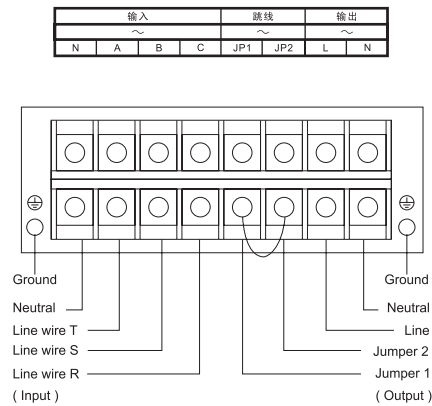 输入 跳线 输出
～ ～ ～
N A B C JP1 JP2 L N
Ground Ground
Neutral Neutral
Line wire T Line
Line wire S Jumper 2
Line wire R Jumper 1
( Input ) ( Output )